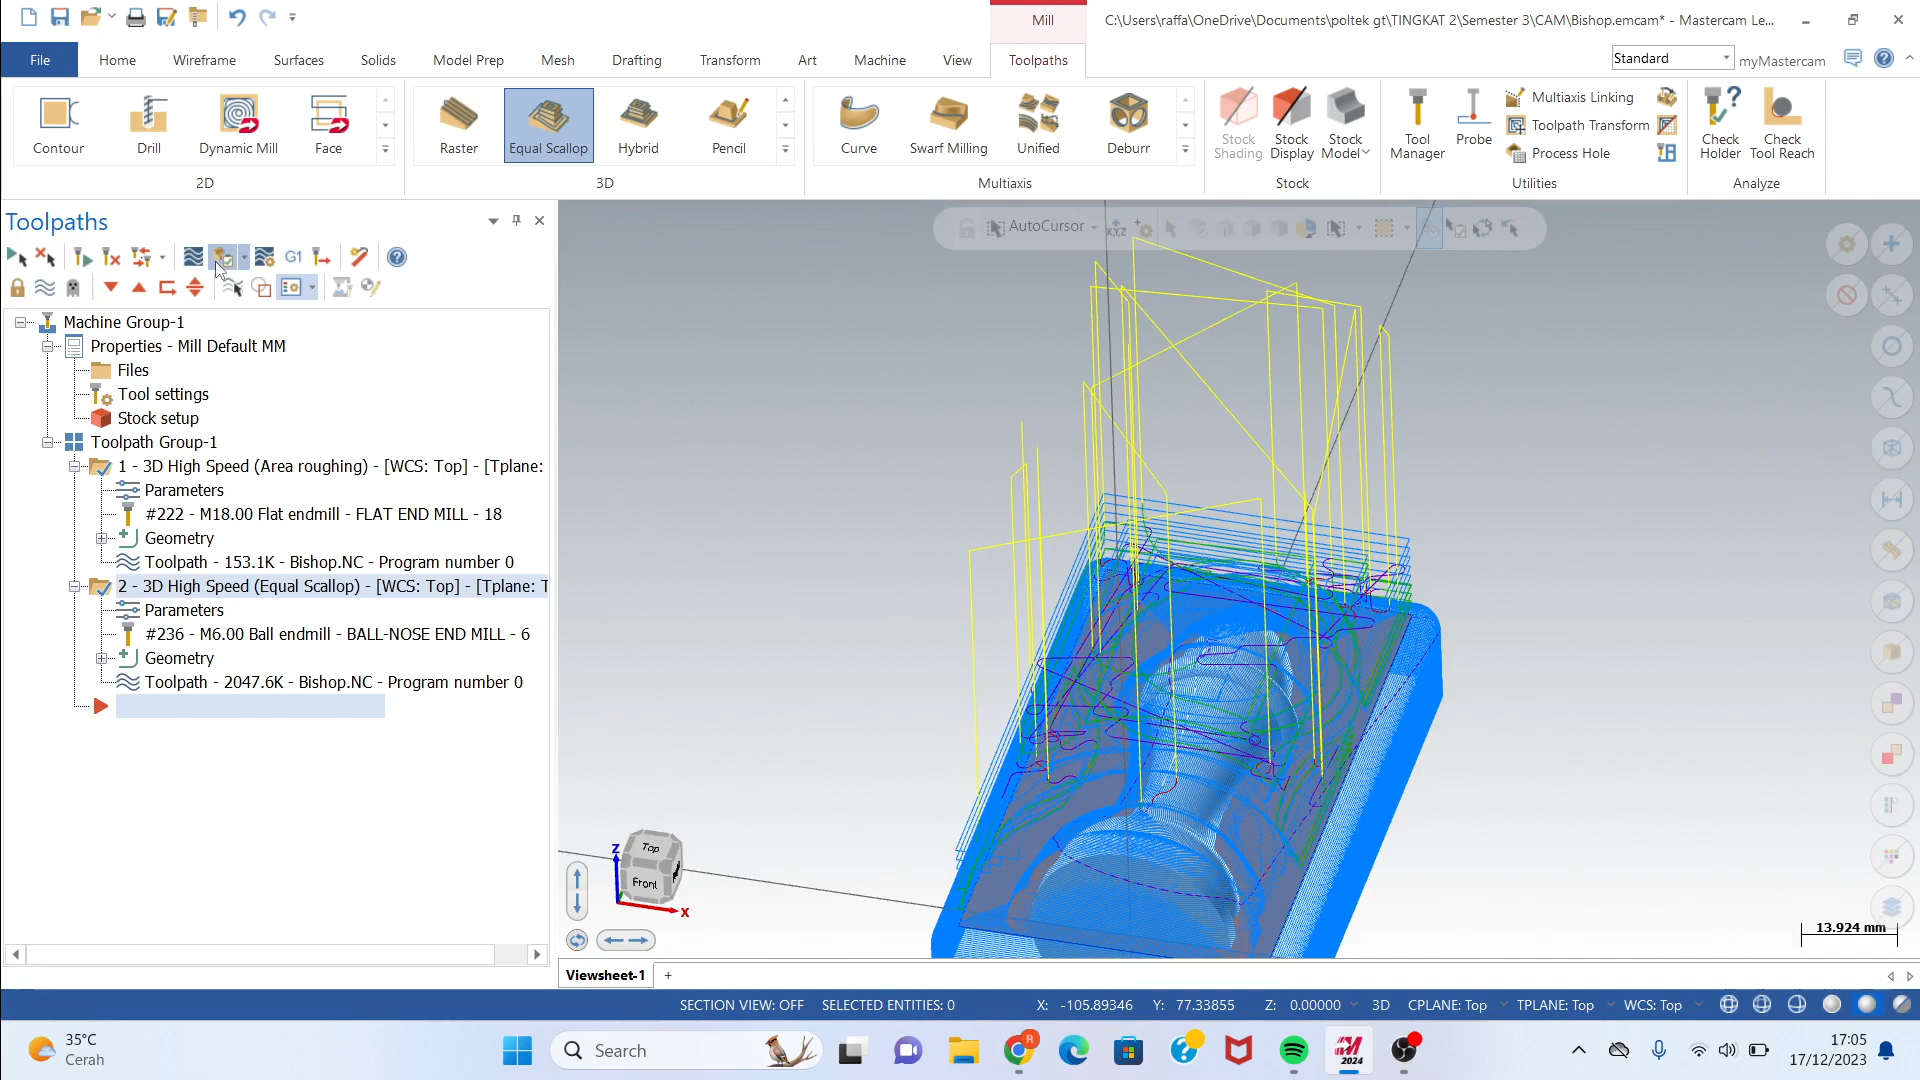 Mill
C:\Users\raffa\OneDrive\Documents\poltek gt\TINGKAT 2\Semester 3\CAM\Bishop.emcam* - Mastercam Le...
File
Home
Wireframe
Surfaces
Solids
Model Prep
Mesh
Drafting
Transform
Art
Machine
View
Toolpaths
Standard
myMastercam
Contour
Drill
Dynamic Mill
Face
2D
Raster
Equal Scallop
Hybrid
Pencil
3D
Curve
Swarf Milling
Unified
Deburr
Multiaxis
Stock Shading
Stock Display
Stock Model
Stock
Tool Manager
Probe
Multiaxis Linking
Toolpath Transform
Process Hole
Utilities
Check Holder
Check Tool Reach
Analyze
Toolpaths
G1
AutoCursor
XYZ
Machine Group-1
Properties - Mill Default MM
Files
Tool settings
Stock setup
Toolpath Group-1
1 - 3D High Speed (Area roughing) - [WCS: Top] - [Tplane:
Parameters
#222 - M18.00 Flat endmill - FLAT END MILL - 18
Geometry
Toolpath - 153.1K - Bishop.NC - Program number 0
2 - 3D High Speed (Equal Scallop) - [WCS: Top] - [Tplane: T
Parameters
#236 - M6.00 Ball endmill - BALL-NOSE END MILL - 6
Geometry
Toolpath - 2047.6K - Bishop.NC - Program number 0
Z
Top
Front
X
13.924 mm
Viewsheet-1
+
SECTION VIEW: OFF
SELECTED ENTITIES: 0
X: -105.89346
Y: 77.33855
Z: 0.00000
3D
CPLANE: Top
TPLANE: Top
WCS: Top
35°C
Cerah
Search
R
2024
17:05
17/12/2023